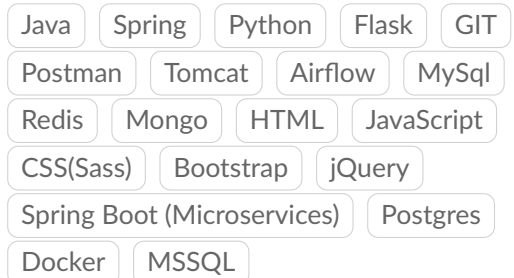 Java Spring Python Flask GIT
Postman Tomcat Airflow MySql
Redis Mongo HTML JavaScript
CSS(Sass) Bootstrap jQuery
Spring Boot (Microservices) Postgres
Docker MSSQL